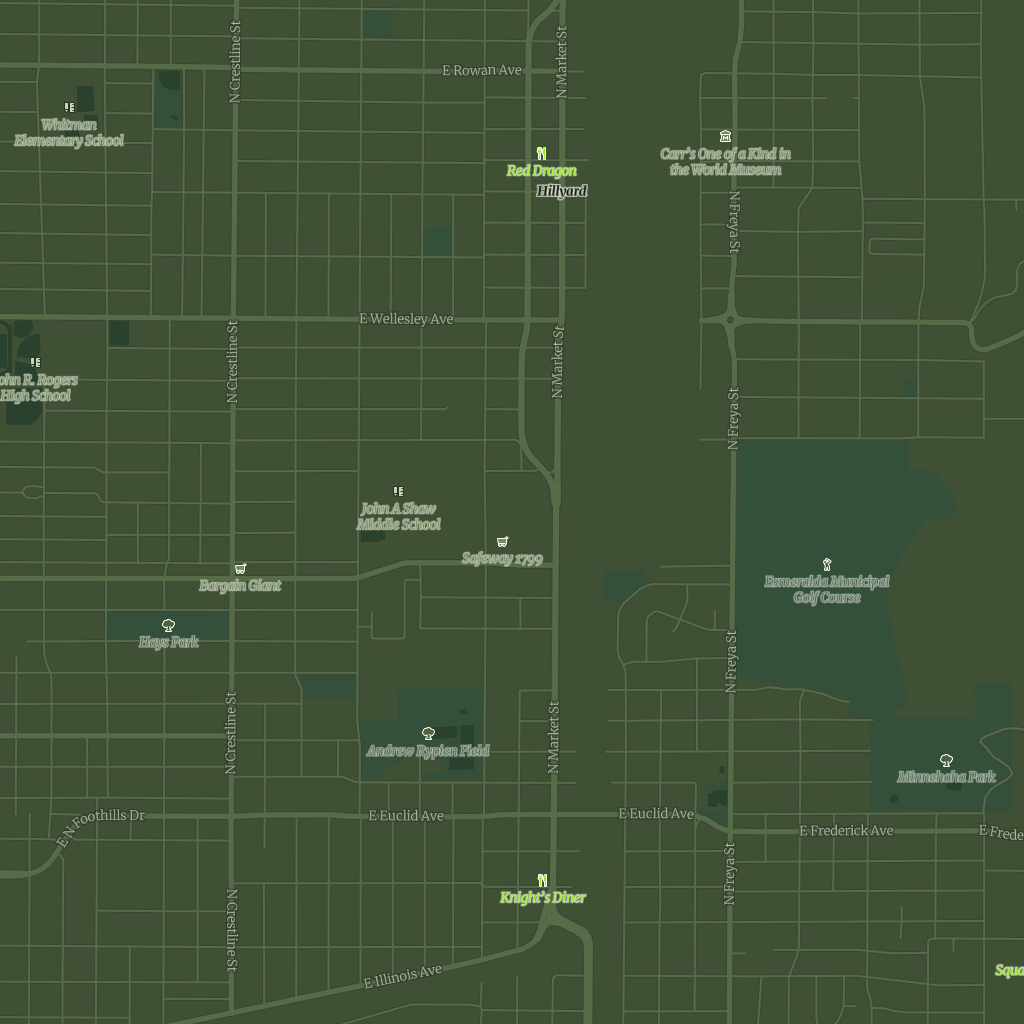 N Crestline St
N Market St
E Rowan Ave
Whitman
Elementary School
Carr's One of a Kind in
the World Museum
Red Dragon
Hillyard
N Freya St
E Wellesley Ave
N Crestline St
N Market St
ohn R. Rogers
High School
N Freya St
John A Shaw
Middle School
Safeway 1799
Bargain Giant
Esmeralda Municipal
Golf Course
Hays Park
N Freya St
N Crestline St
N Market St
Andrew Rypien Field
Minnehaha Park
E N Foothills Dr
E Euclid Ave
E Euclid Ave
E Frederick Ave
E Frede
N Freya St
Knight's Diner
N Crestline St
E Illinois Ave
Squa